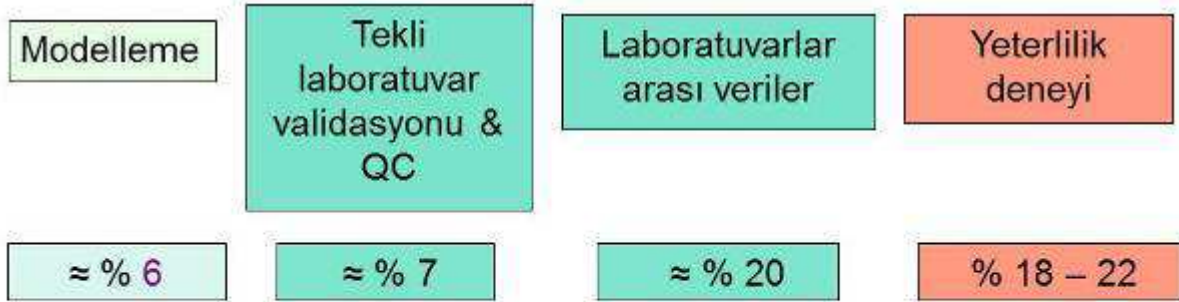 Modelleme
Tekli
laboratuvar
validasyonu &
QC
Laboratuvarlar
arası veriler
Yeterlilik
deneyi
≈ % 6
≈ % 7
≈ % 20
% 18 – 22